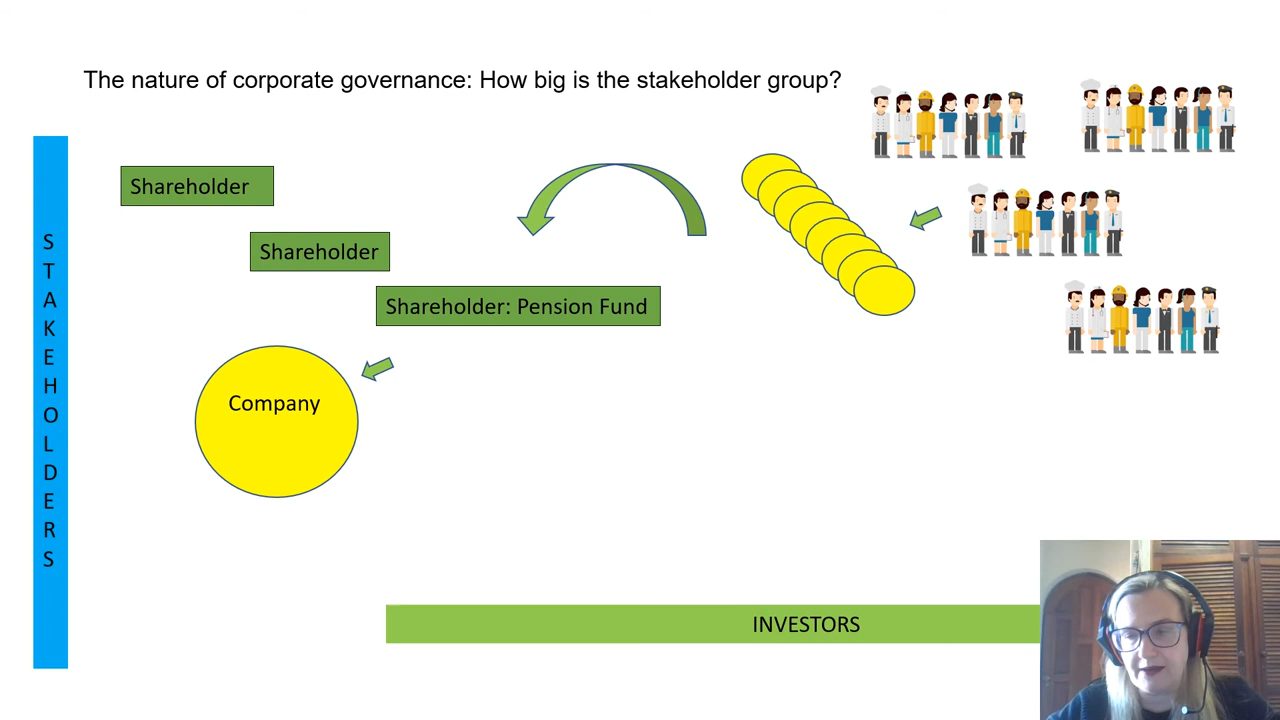 The nature of corporate governance: How big is the stakeholder group?
STAKEHOLDERS
Shareholder
Shareholder
Shareholder: Pension Fund
Company
INVESTORS